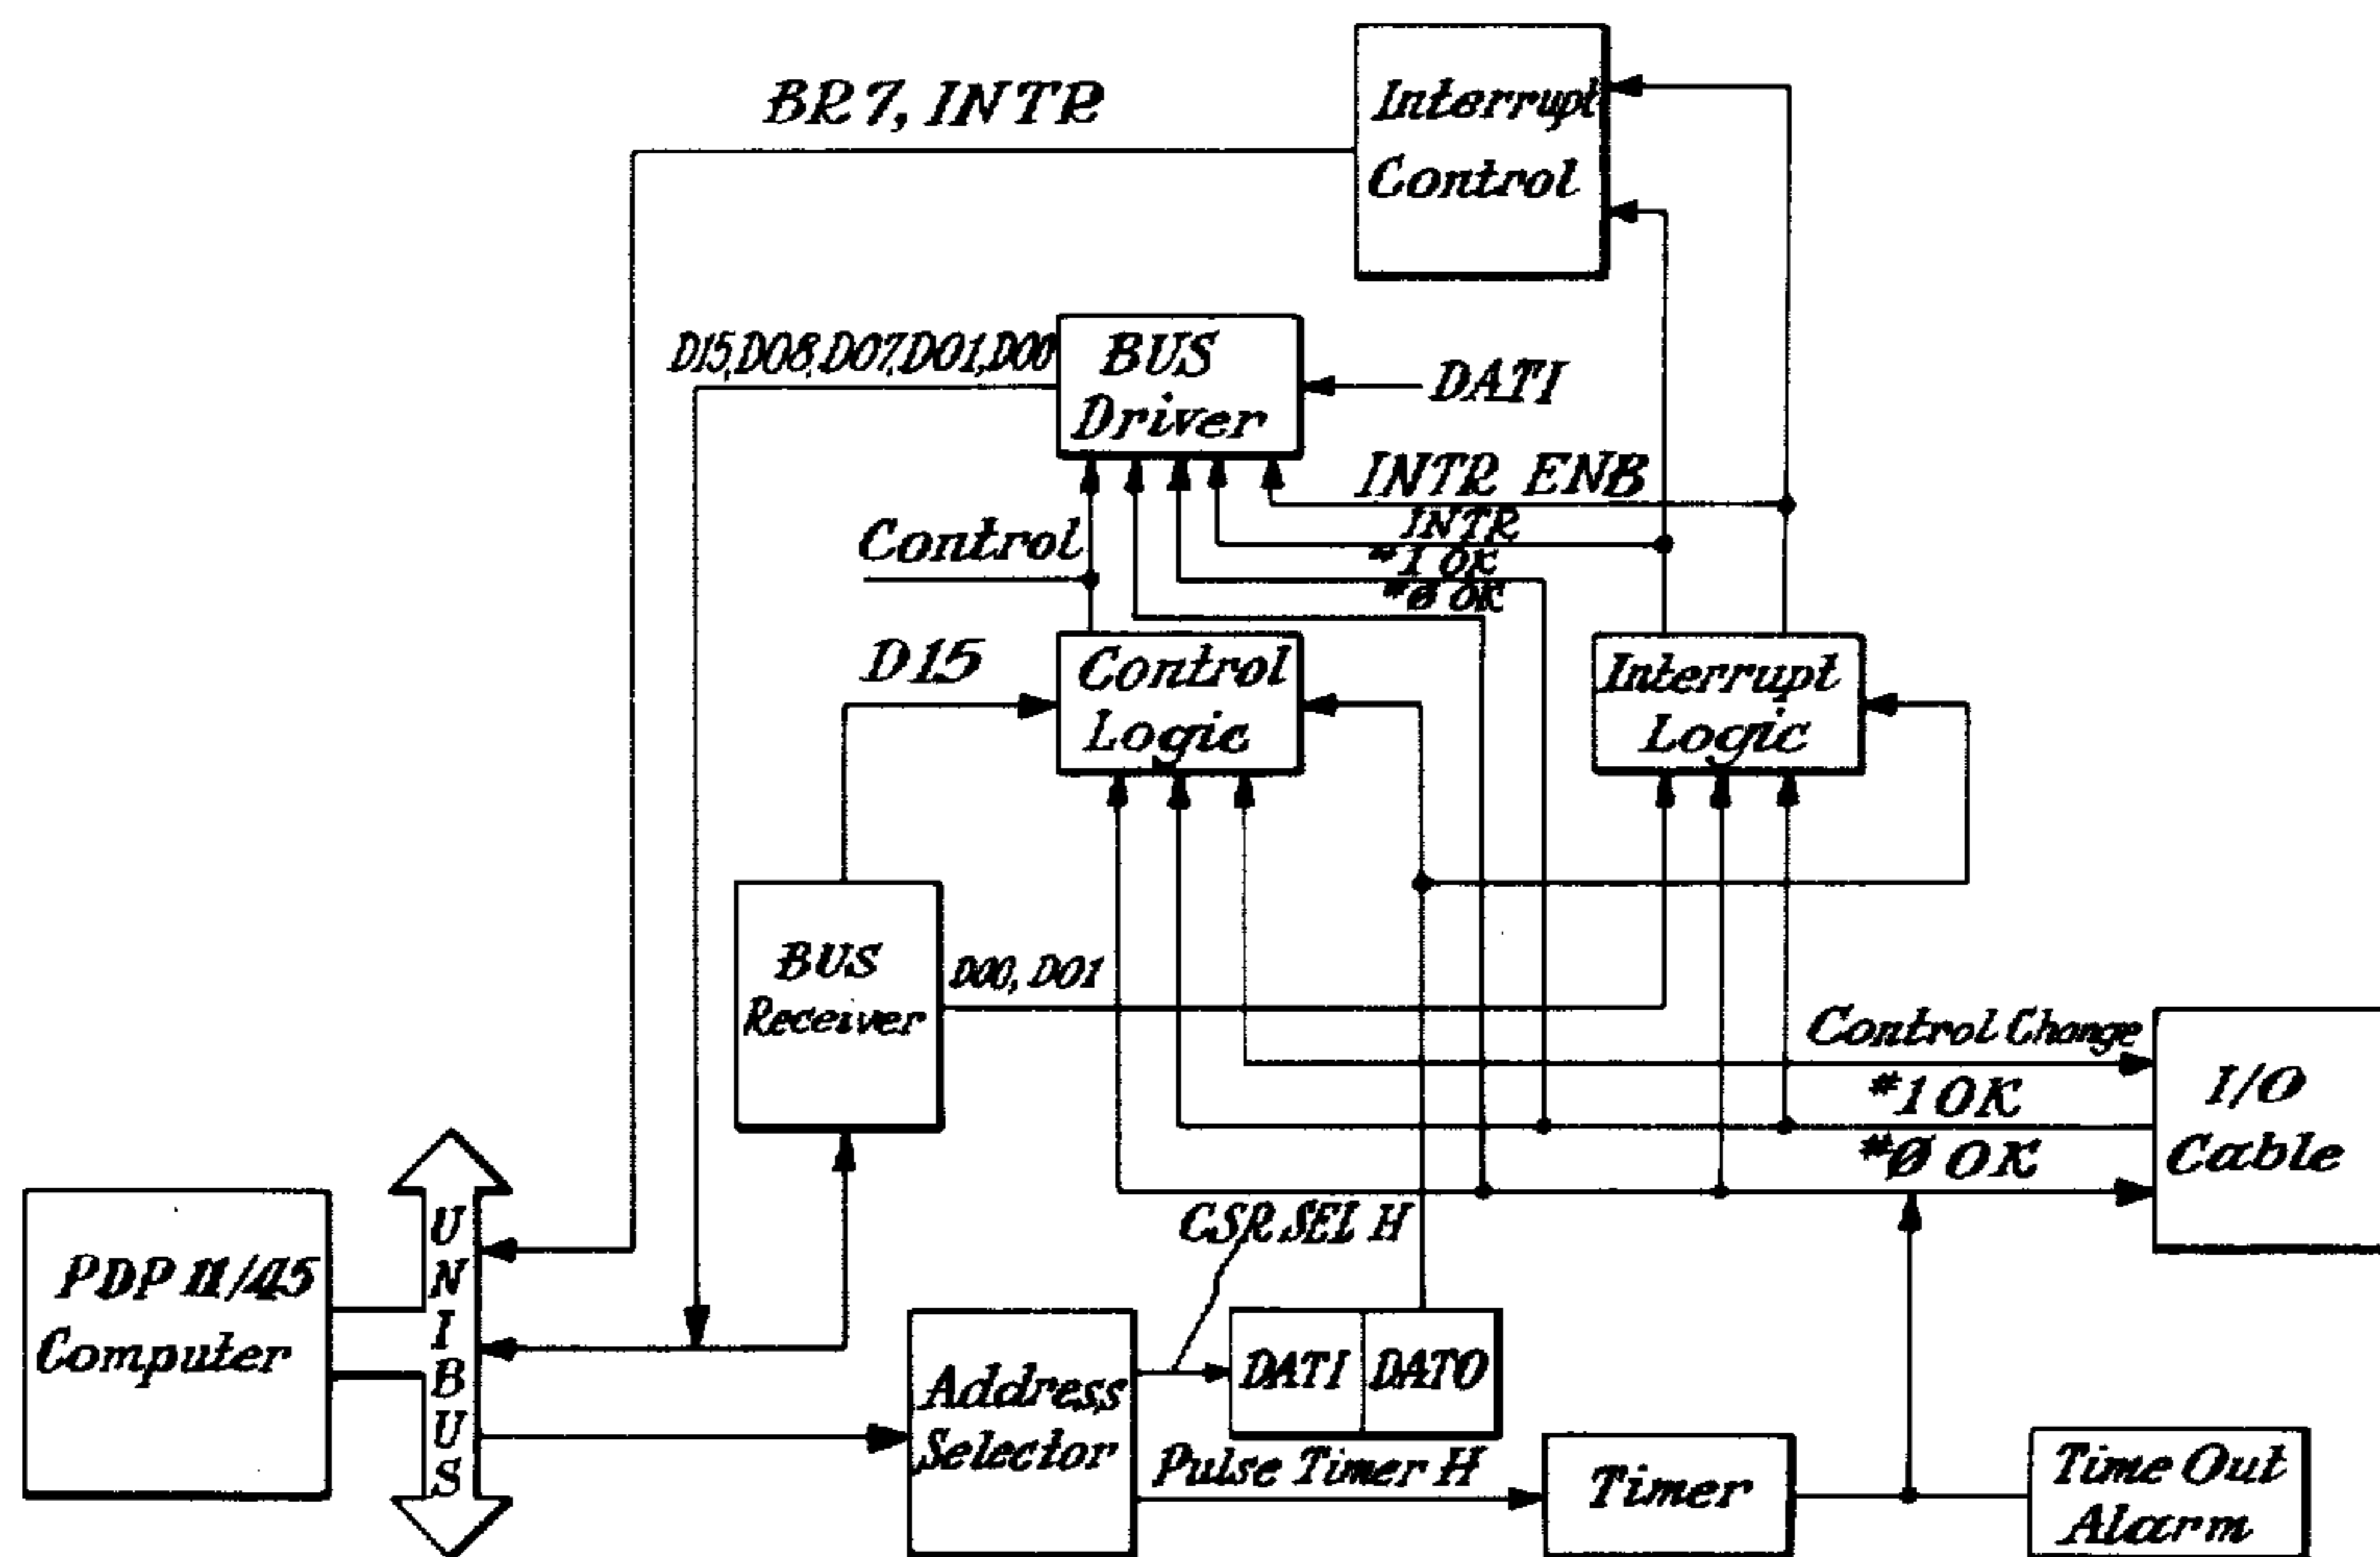 BR7, INTR
Interrupt
Control
D15,D08,D07,D01,D00
BUS
Driver
DATI
INTR ENB
INTR
#1 OK
#Ø OK
Control
D15
Control
Logic
Interrupt
Logic
BUS
Receiver
D00, D01
Control Change
#1 OK
#Ø OK
I/O
Cable
PDP 11/45
Computer
UNIBUS
CSR SEL H
Address
Selector
DATI
DATO
Pulse Timer H
Timer
Time Out
Alarm